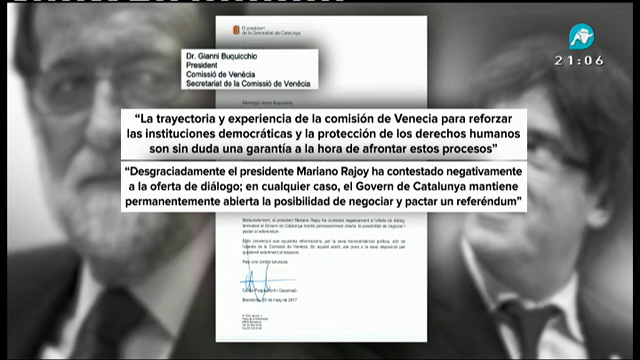 El president
de la Generalitat de Catalunya
21:06
Dr. Gianni Buquicchio
President
Comissió de Venècia
Secretariat de la Comissió de Venècia
“La trayectoria y experiencia de la comisión de Venecia para reforzar
las instituciones democráticas y la protección de los derechos humanos
son sin duda una garantía a la hora de afrontar estos procesos”
“Desgraciadamente el presidente Mariano Rajoy ha contestado negativamente
a la oferta de diálogo; en cualquier caso, el Govern de Catalunya mantiene
permanentemente abierta la posibilidad de negociar y pactar un referéndum”